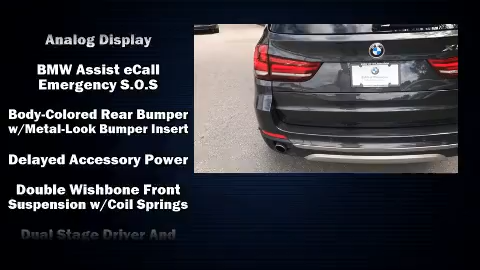 Analog Display
BMW Assist eCall
Emergency S.O.S
Body-Colored Rear Bumper
w/Metal-Look Bumper Insert
Delayed Accessory Power
Double Wishbone Front
Suspension w/Coil Springs
Dual Stage Driver And